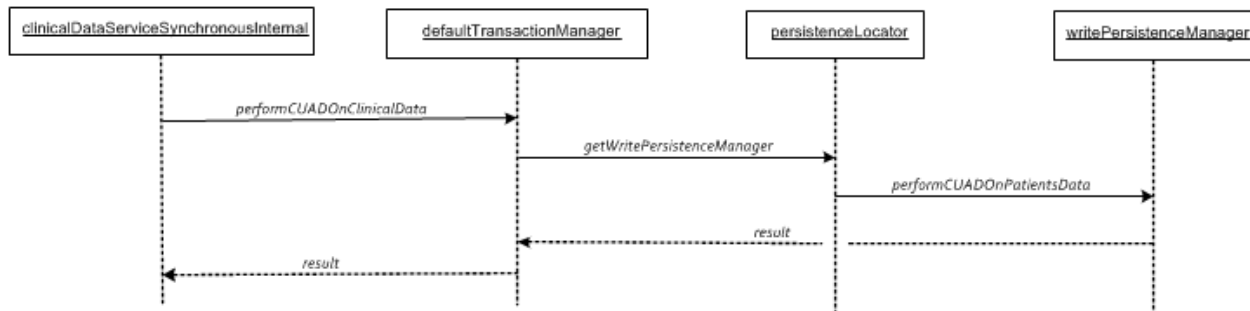 clinicalDataServiceSynchronousInternal
defaultTransactionManager
persistenceLocator
writePersistenceManager
performCUADOnClinicalData
getWritePersistenceManager
performCUADOnPatientsData
result
result